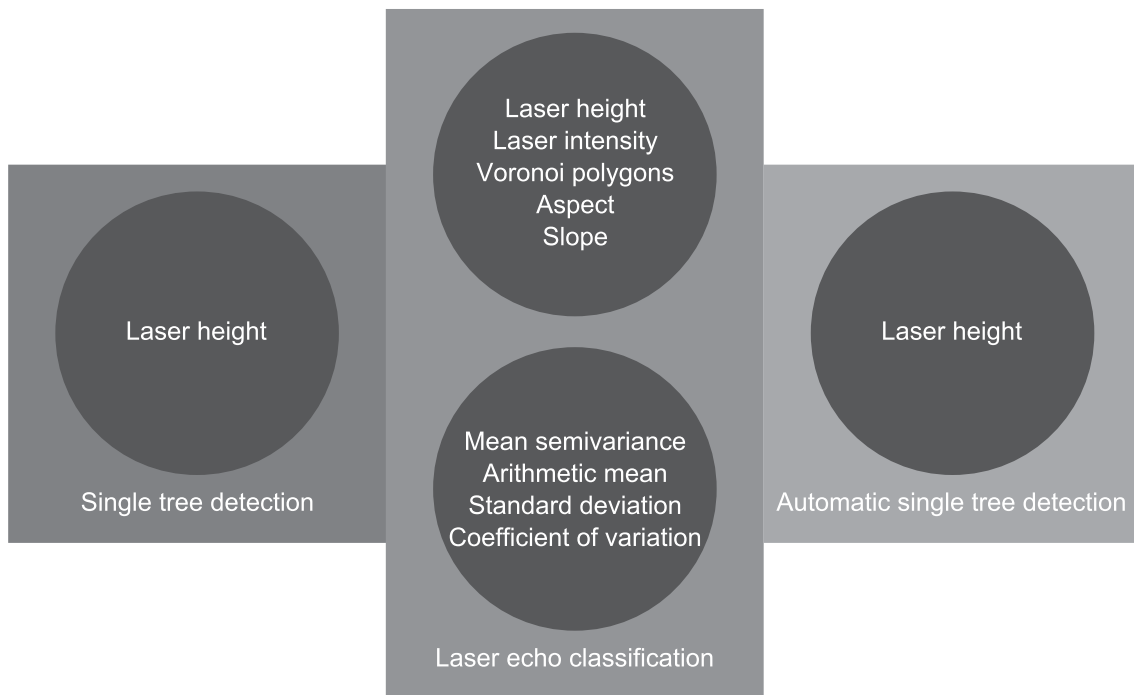 Laser height
Single tree detection
Laser height
Laser intensity
Voronoi polygons
Aspect
Slope
Mean semivariance
Arithmetic mean
Standard deviation
Coefficient of variation
Laser echo classification
Laser height
Automatic single tree detection